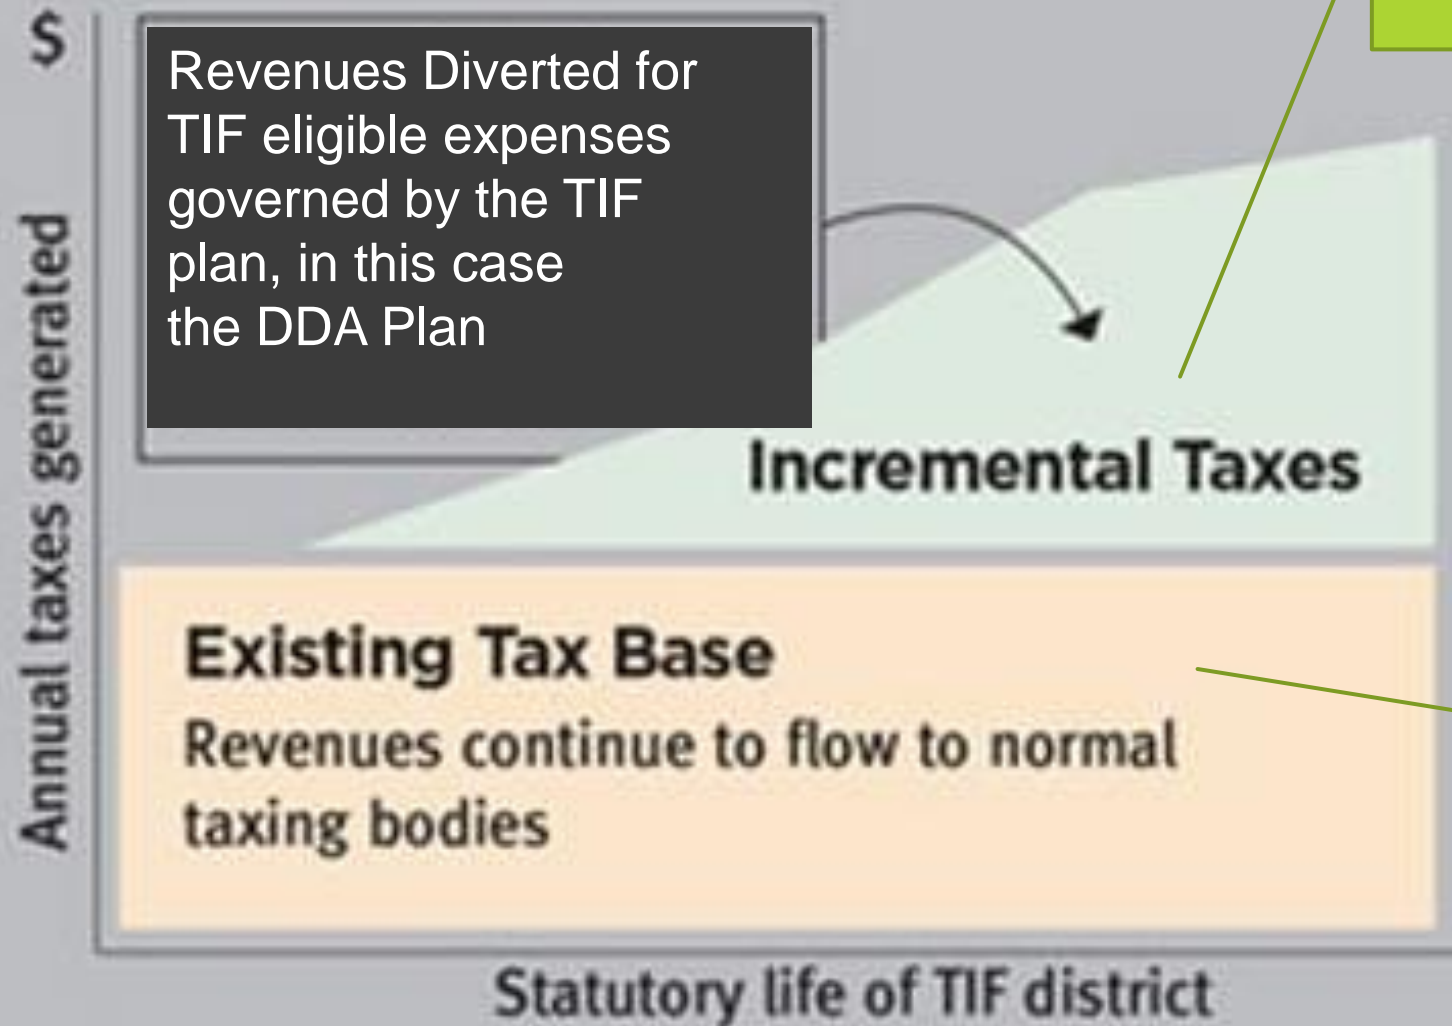 $
Revenues Diverted for
TIF eligible expenses
governed by the TIF
plan, in this case
the DDA Plan
Annual taxes generated
Incremental Taxes
Existing Tax Base
Revenues continue to flow to normal
taxing bodies
Statutory life of TIF district